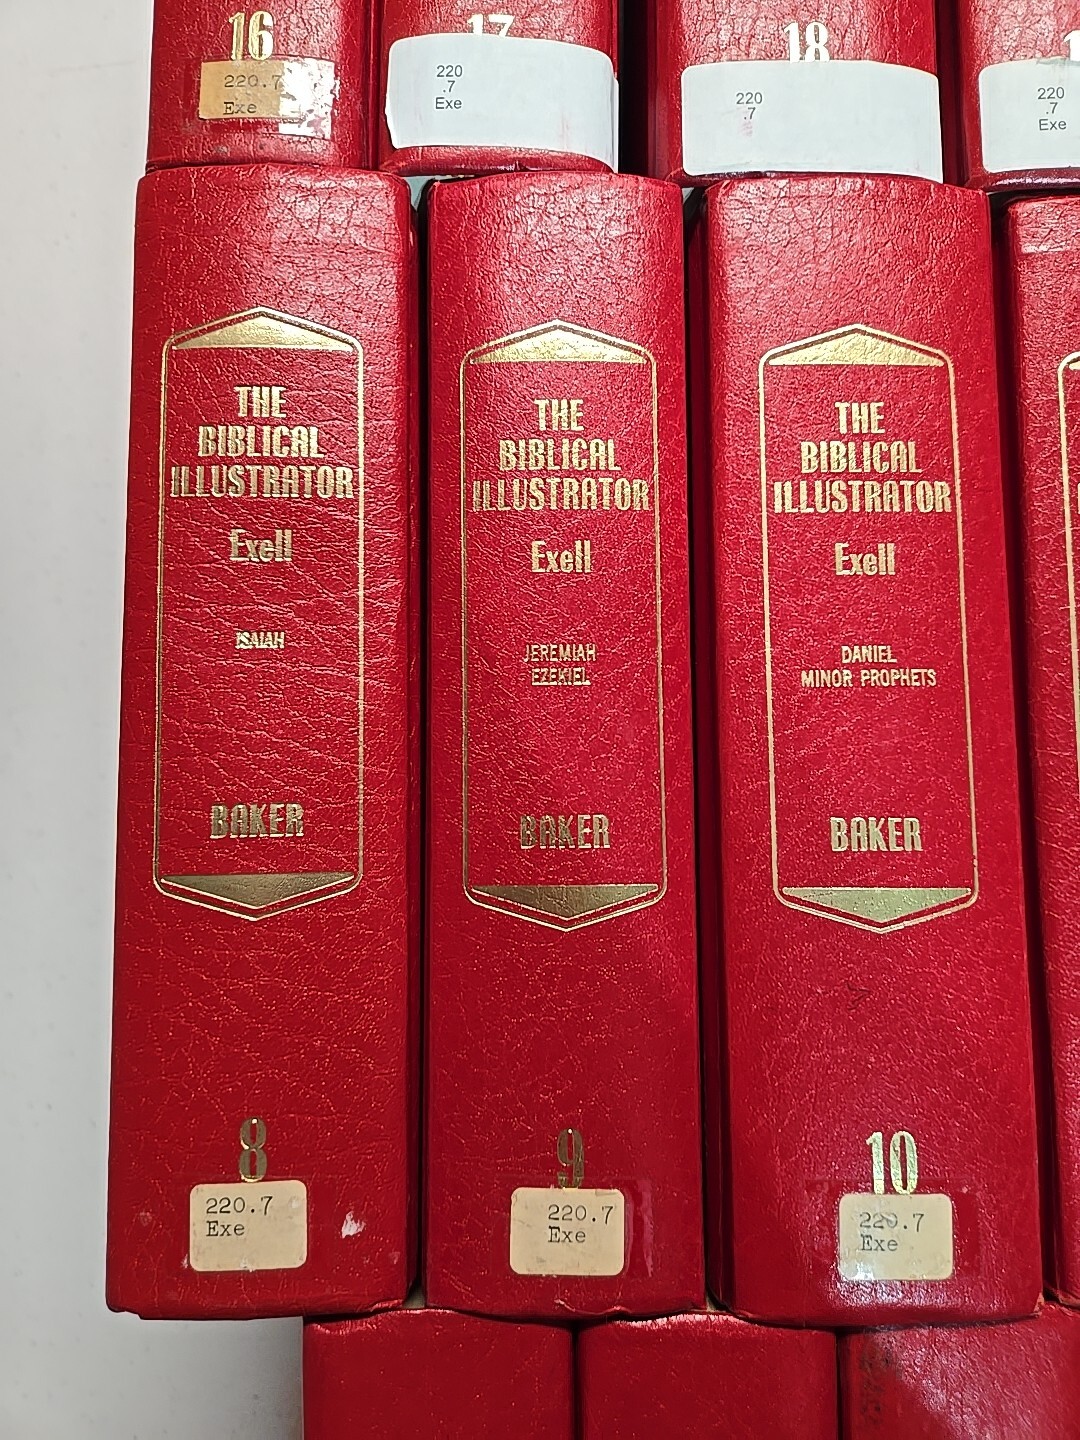 16
220.7
Exe
17
220
.7
Exe
18
220
.7
220
.7
Exe
THE
BIBLICAL
ILLUSTRATOR
Exell
ISAIAH
BAKER
8
220.7
Exe
THE
BIBLICAL
ILLUSTRATOR
Exell
JEREMIAH
EZEKIEL
BAKER
9
220.7
Exe
THE
BIBLICAL
ILLUSTRATOR
Exell
DANIEL
MINOR PROPHETS
BAKER
10
220.7
Exe